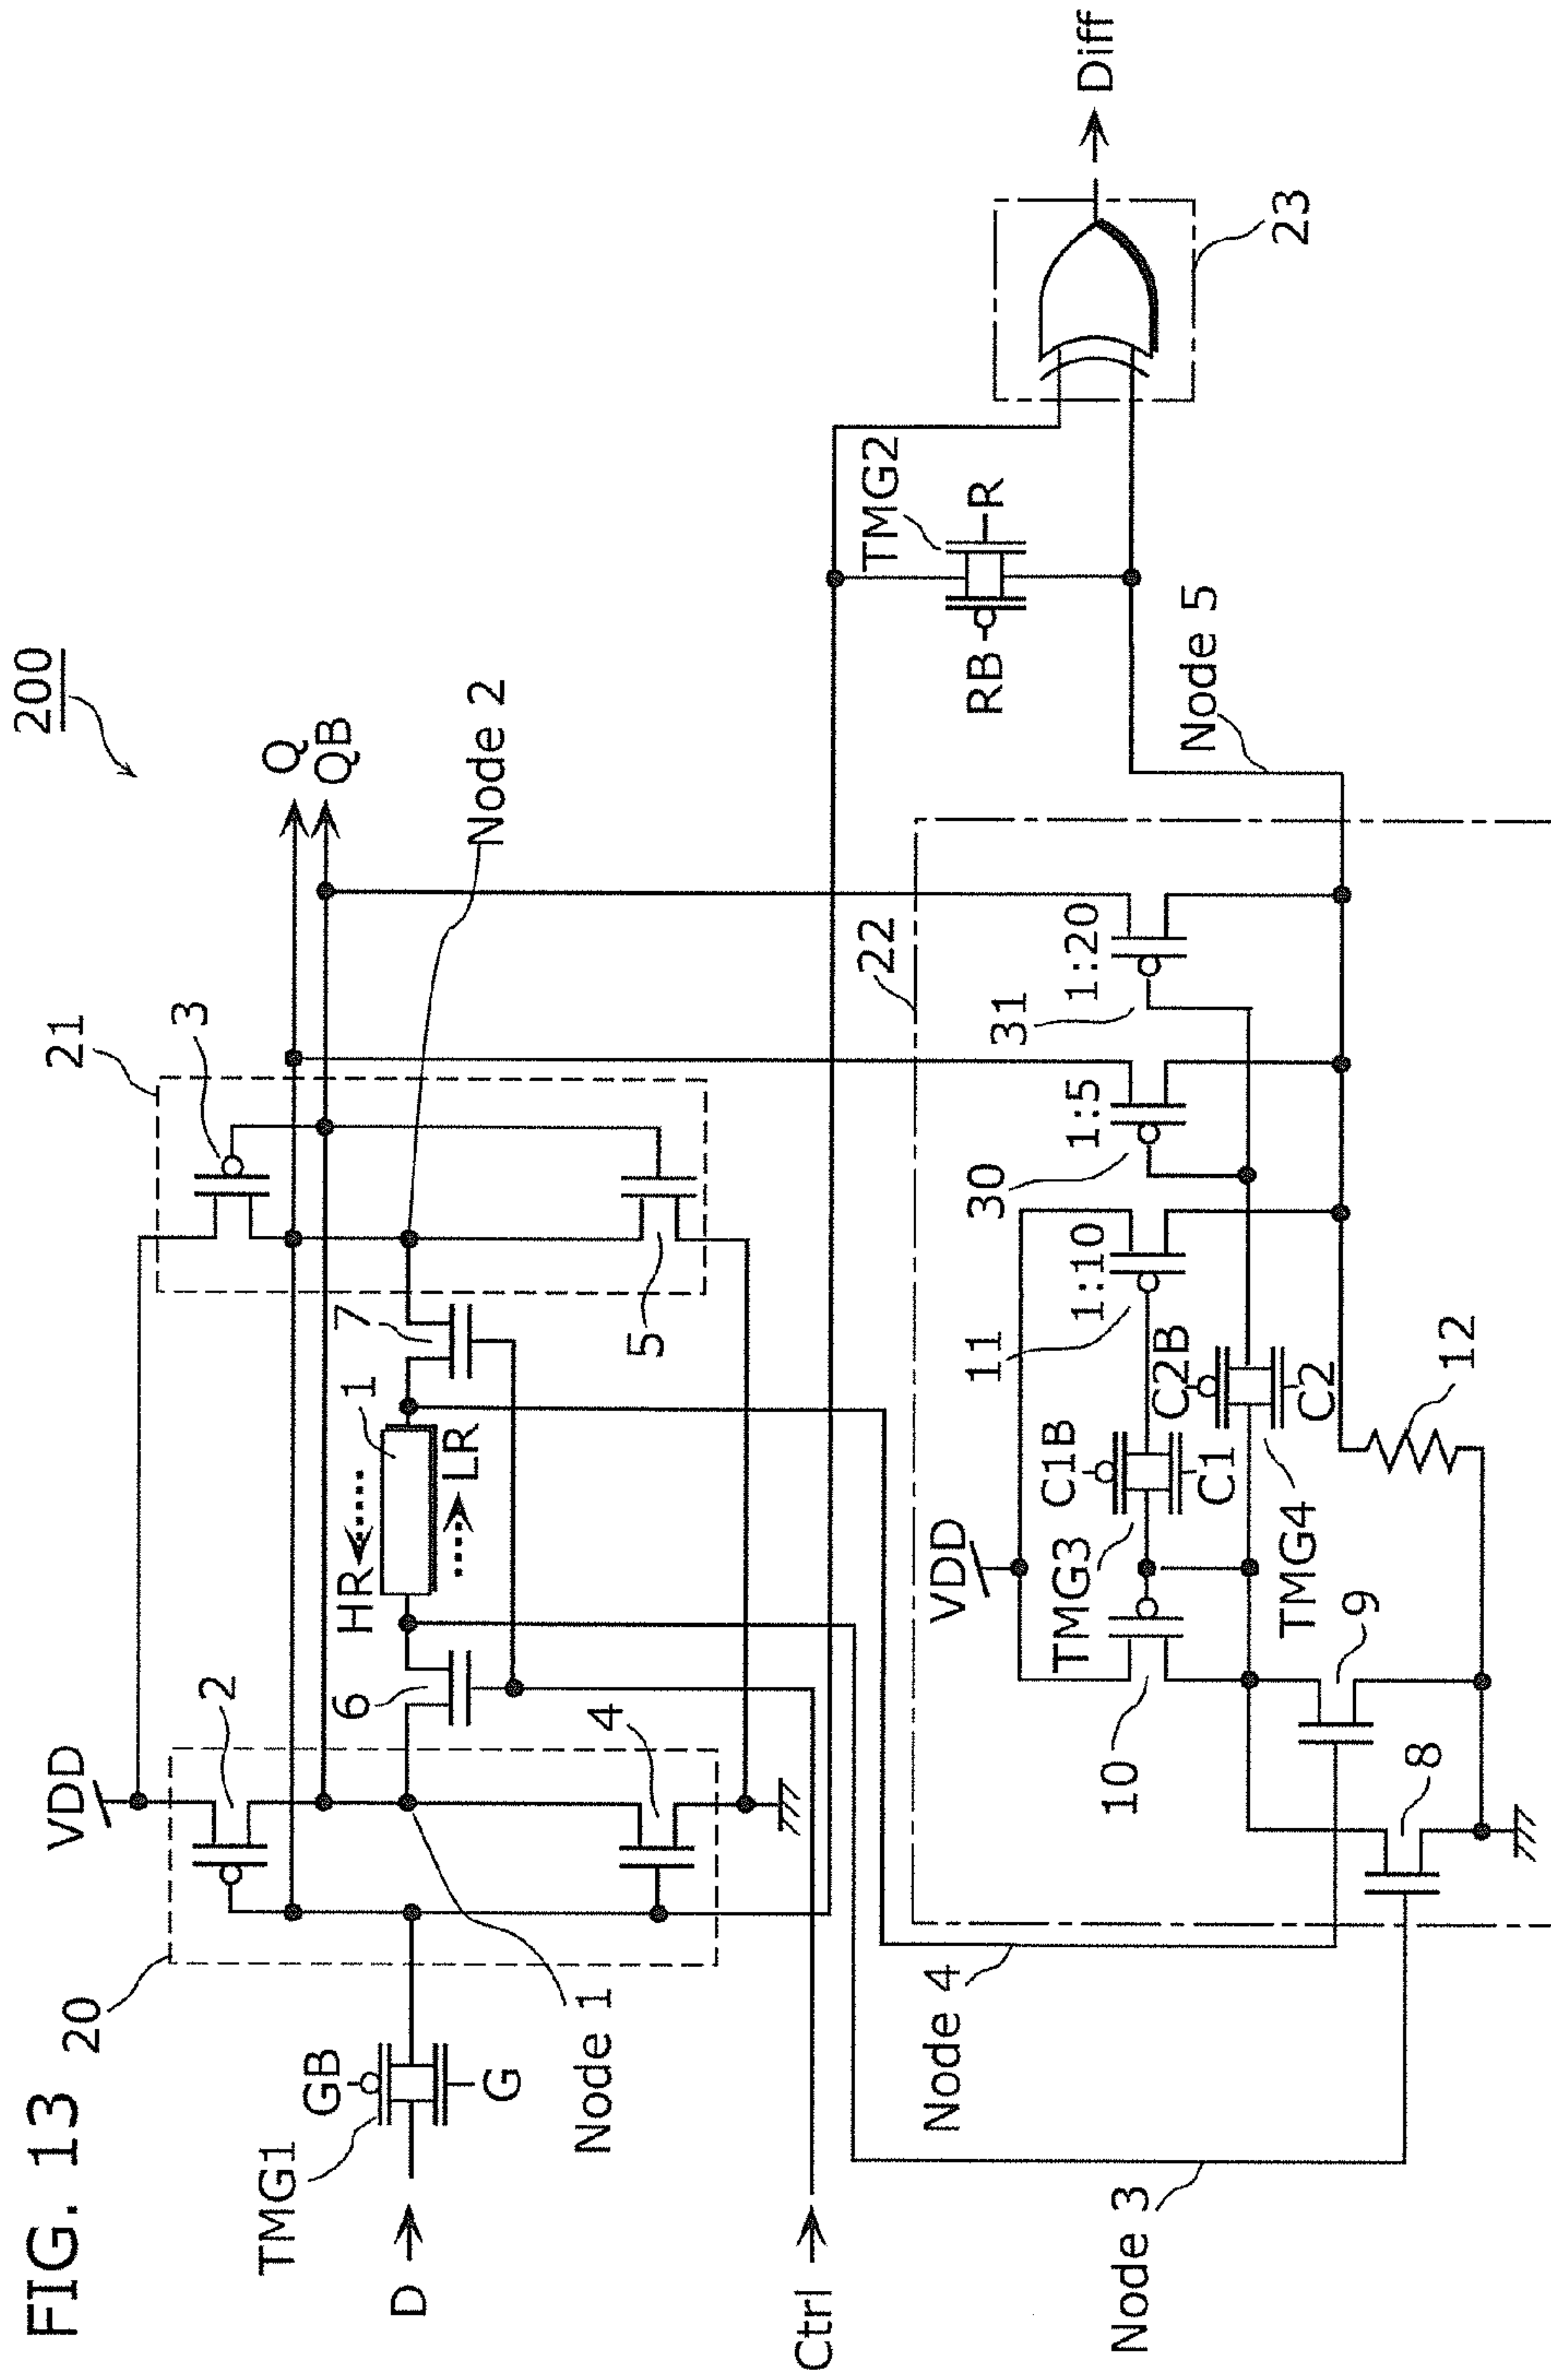 FIG. 13
200
20
VDD
2
21
3
Q
QB
TMG1
GB
G
D
6
HR
1
LR
7
4
5
Node 1
Node 2
Ctrl
Node 4
Node 3
22
VDD
10
TMG3
C1B
C1
11
1:10
30
1:5
31
1:20
C2B
C2
TMG4
9
8
12
Node 5
TMG2
RB
R
23
Diff